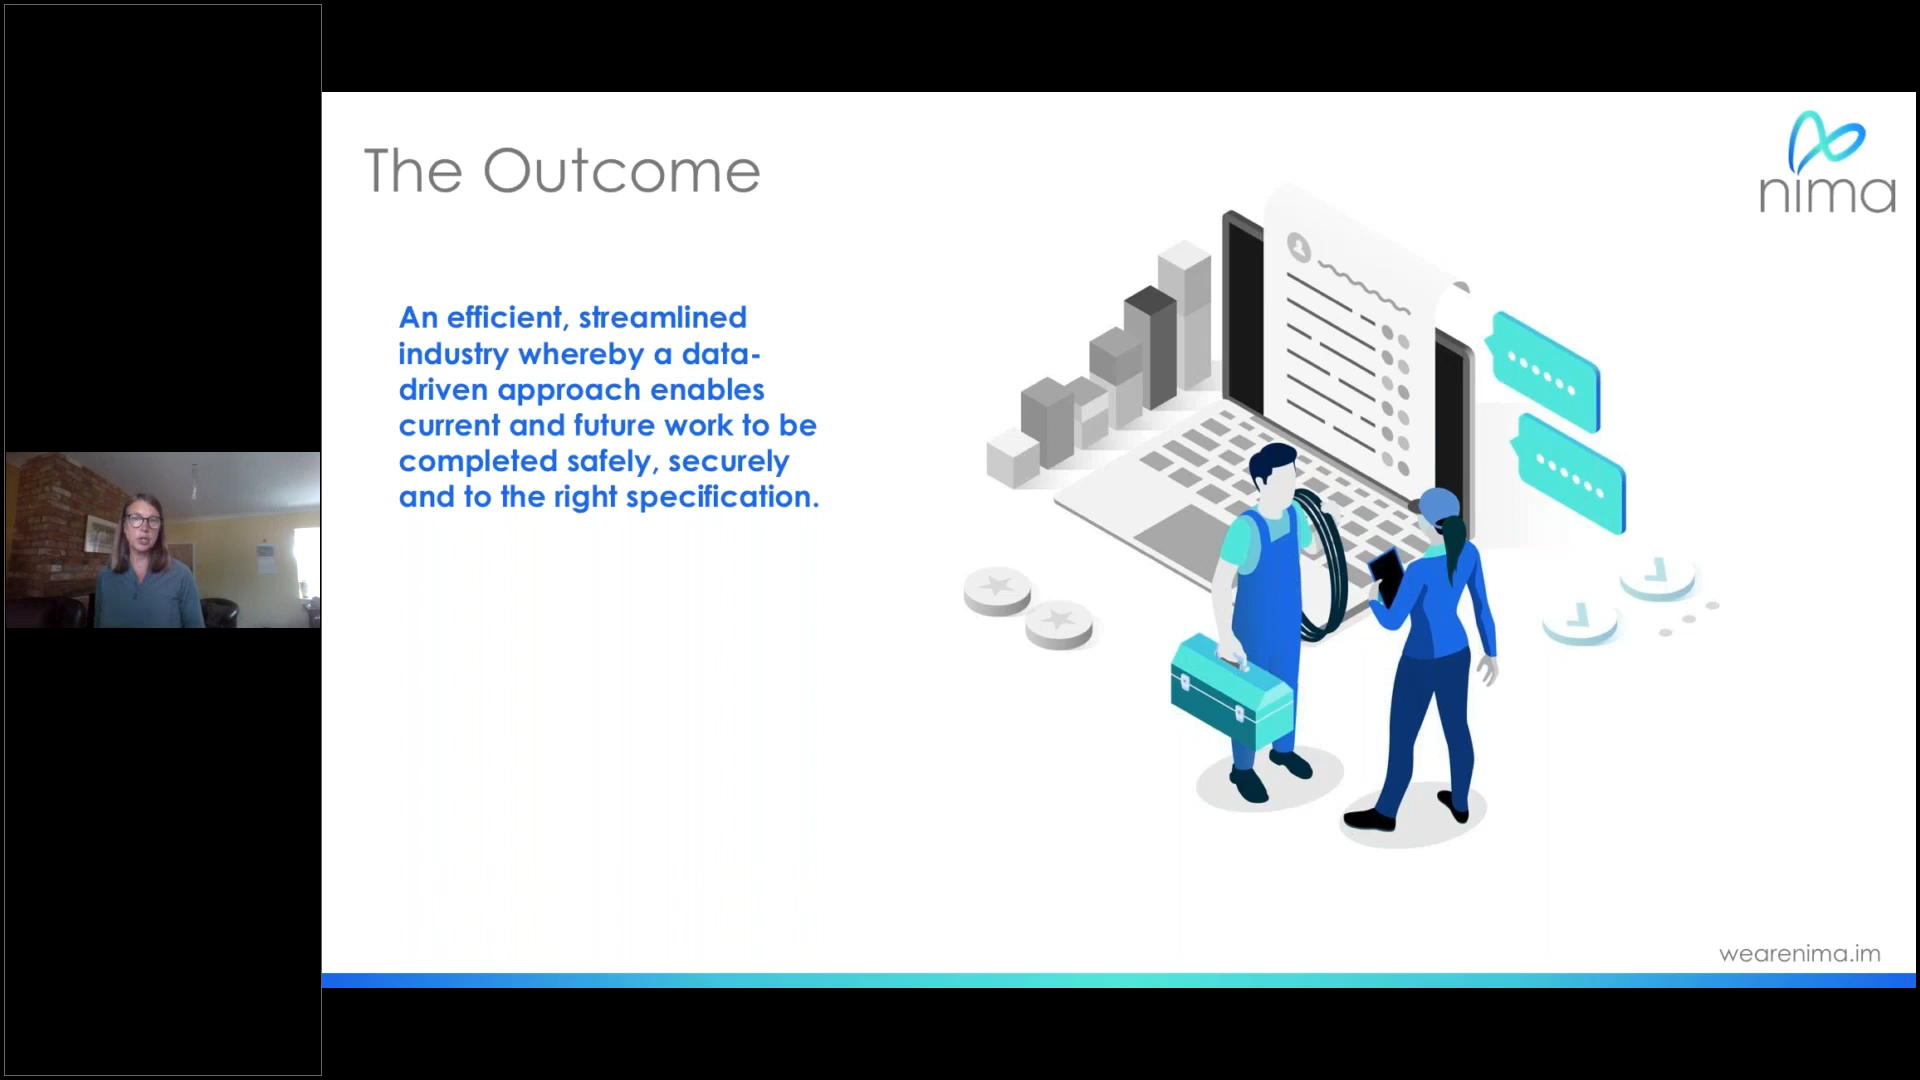 The Outcome
nima
An efficient, streamlined
industry whereby a data-
driven approach enables
current and future work to be
completed safely, securely
and to the right specification.
wearenima.im